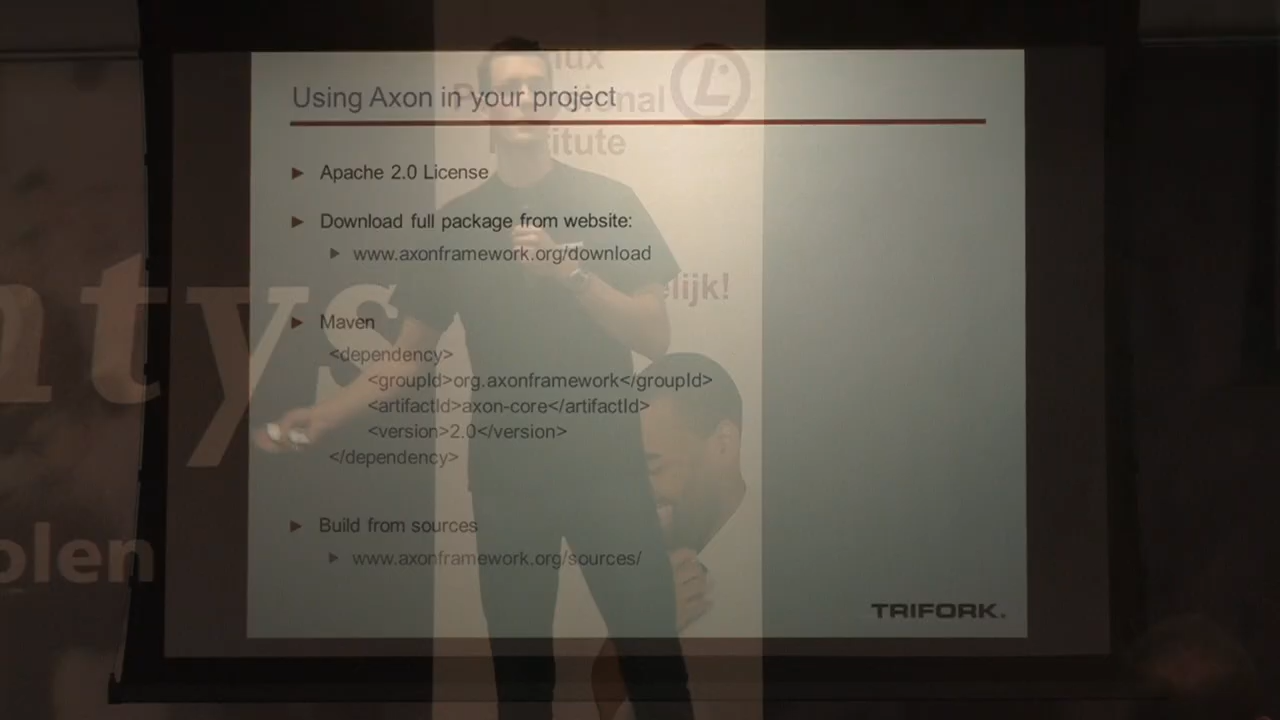 Using Axon in your project
Apache 2.0 License
Download full package from website:
www.axonframework.org/download
Maven
<dependency>
<groupId>org.axonframework</groupId>
<artifactId>axon-core</artifactId>
<version>2.0</version>
</dependency>
Build from sources
www.axonframework.org/sources/
TRIFORK.